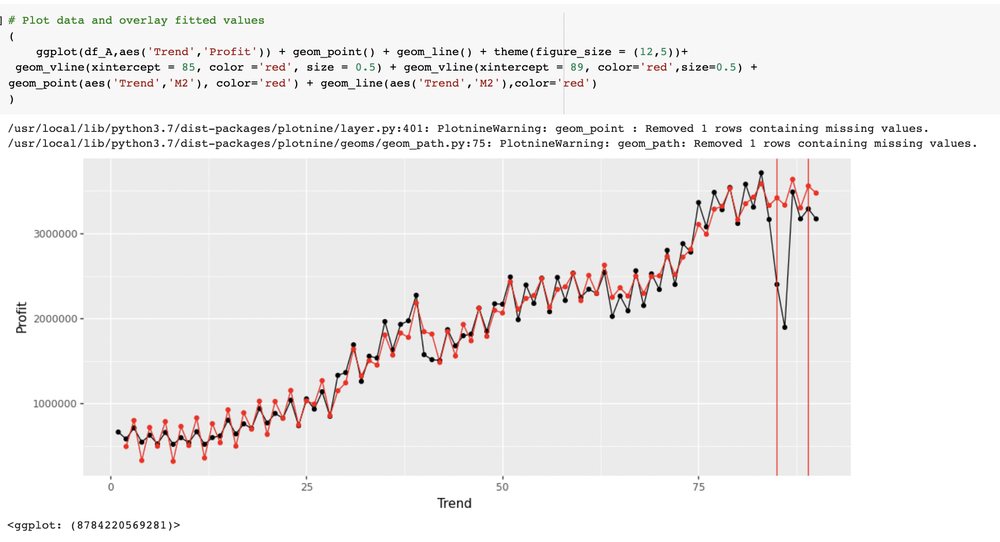 ] # Plot data and overlay fitted values
(
    ggplot(df_A,aes('Trend','Profit')) + geom_point() + geom_line() + theme(figure_size = (12,5))+
 geom_vline(xintercept = 85, color ='red', size = 0.5) + geom_vline(xintercept = 89, color='red',size=0.5) +
geom_point(aes('Trend','M2'), color='red') + geom_line(aes('Trend','M2'),color='red')
)
/usr/local/lib/python3.7/dist-packages/plotnine/layer.py:401: PlotnineWarning: geom_point : Removed 1 rows containing missing values.
/usr/local/lib/python3.7/dist-packages/plotnine/geoms/geom_path.py:75: PlotnineWarning: geom_path: Removed 1 rows containing missing values.
3000000
2000000
1000000
Profit
0 25 50 75
Trend
<ggplot: (8784220569281)>